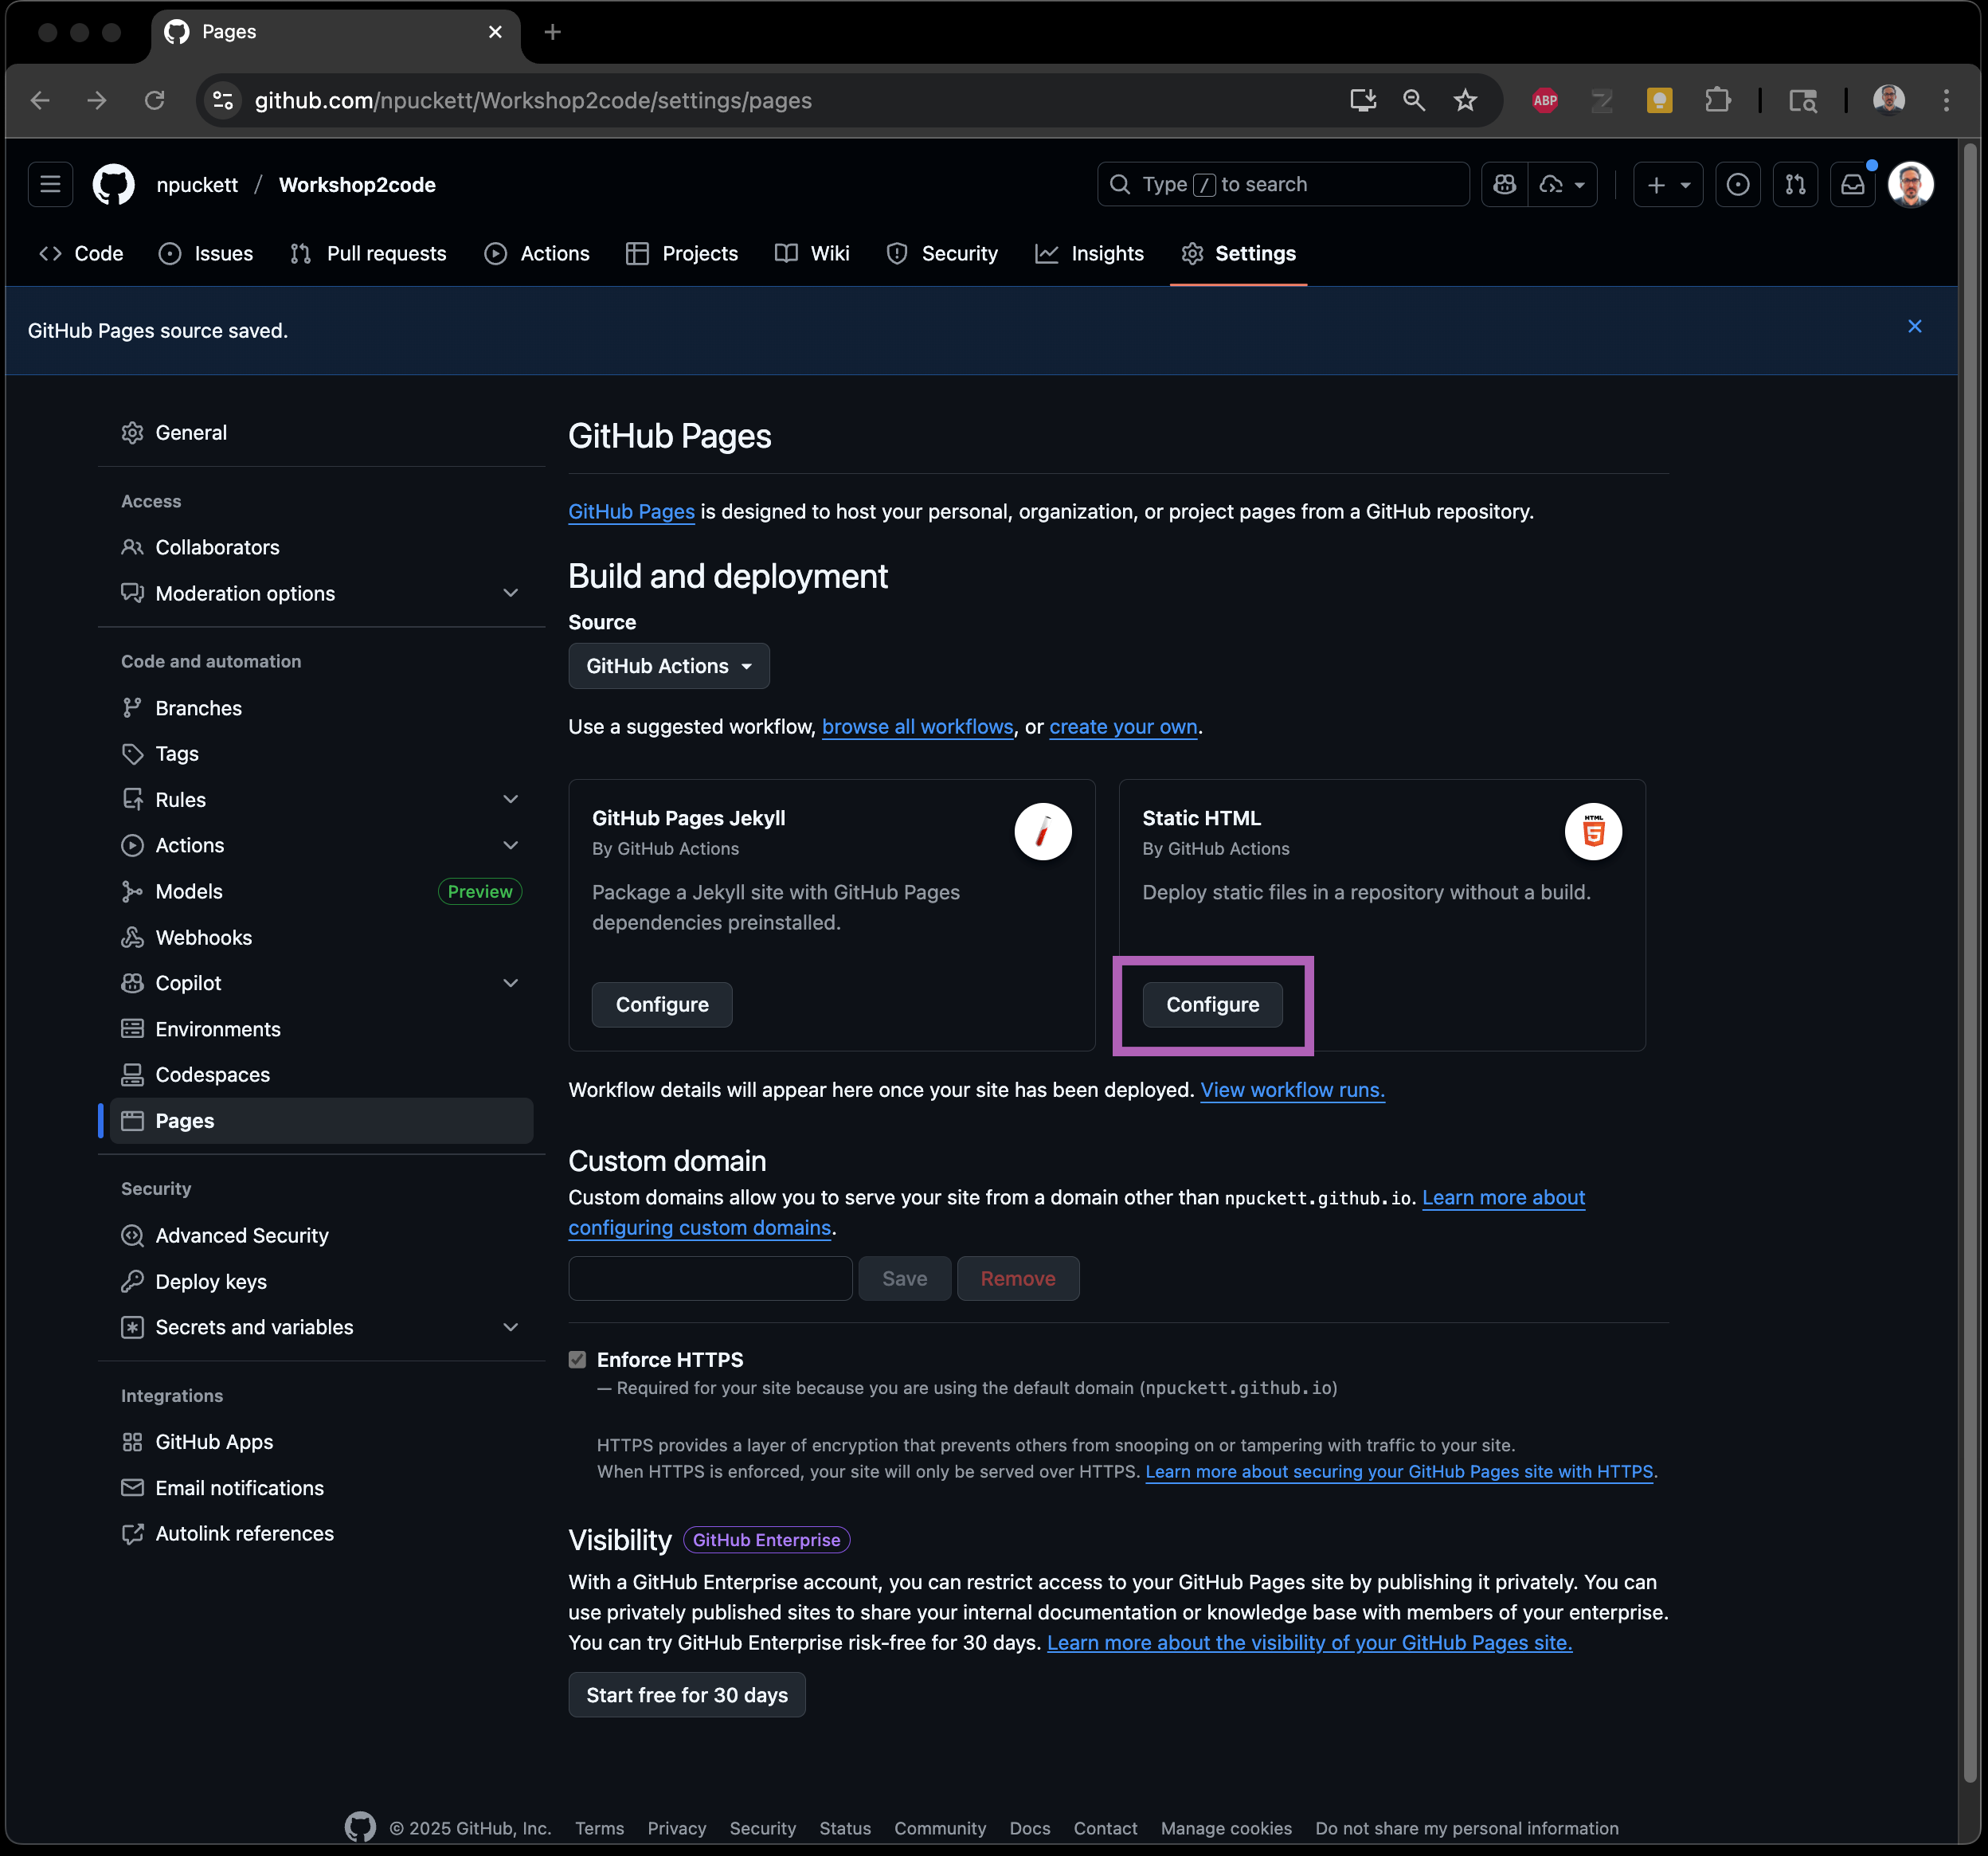 Pages
github.com/npuckett/Workshop2code/settings/pages
ABP
npuckett / Workshop2code
Type / to search
Code Issues Pull requests Actions Projects Wiki Security Insights Settings
GitHub Pages source saved.
General
Access
Collaborators
Moderation options
Code and automation
Branches
Tags
Rules
Actions
Models Preview
Webhooks
Copilot
Environments
Codespaces
Pages
Security
Advanced Security
Deploy keys
Secrets and variables
Integrations
GitHub Apps
Email notifications
Autolink references
GitHub Pages
GitHub Pages is designed to host your personal, organization, or project pages from a GitHub repository.
Build and deployment
Source
GitHub Actions
Use a suggested workflow, browse all workflows, or create your own.
GitHub Pages Jekyll
By GitHub Actions
Package a Jekyll site with GitHub Pages
dependencies preinstalled.
Configure
Static HTML
HTML
5
By GitHub Actions
Deploy static files in a repository without a build.
Configure
Workflow details will appear here once your site has been deployed. View workflow runs.
Custom domain
Custom domains allow you to serve your site from a domain other than npuckett.github.io. Learn more about
configuring custom domains.
Save Remove
Enforce HTTPS
— Required for your site because you are using the default domain (npuckett.github.io)
HTTPS provides a layer of encryption that prevents others from snooping on or tampering with traffic to your site.
When HTTPS is enforced, your site will only be served over HTTPS. Learn more about securing your GitHub Pages site with HTTPS.
Visibility GitHub Enterprise
With a GitHub Enterprise account, you can restrict access to your GitHub Pages site by publishing it privately. You can
use privately published sites to share your internal documentation or knowledge base with members of your enterprise.
You can try GitHub Enterprise risk-free for 30 days. Learn more about the visibility of your GitHub Pages site.
Start free for 30 days
© 2025 GitHub, Inc. Terms Privacy Security Status Community Docs Contact Manage cookies Do not share my personal information